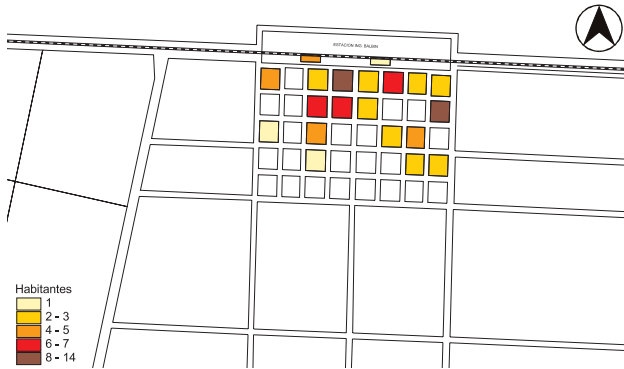 ESTACION ING. BALBIN
Habitantes
1
2 - 3
4 - 5
6 - 7
8 - 14